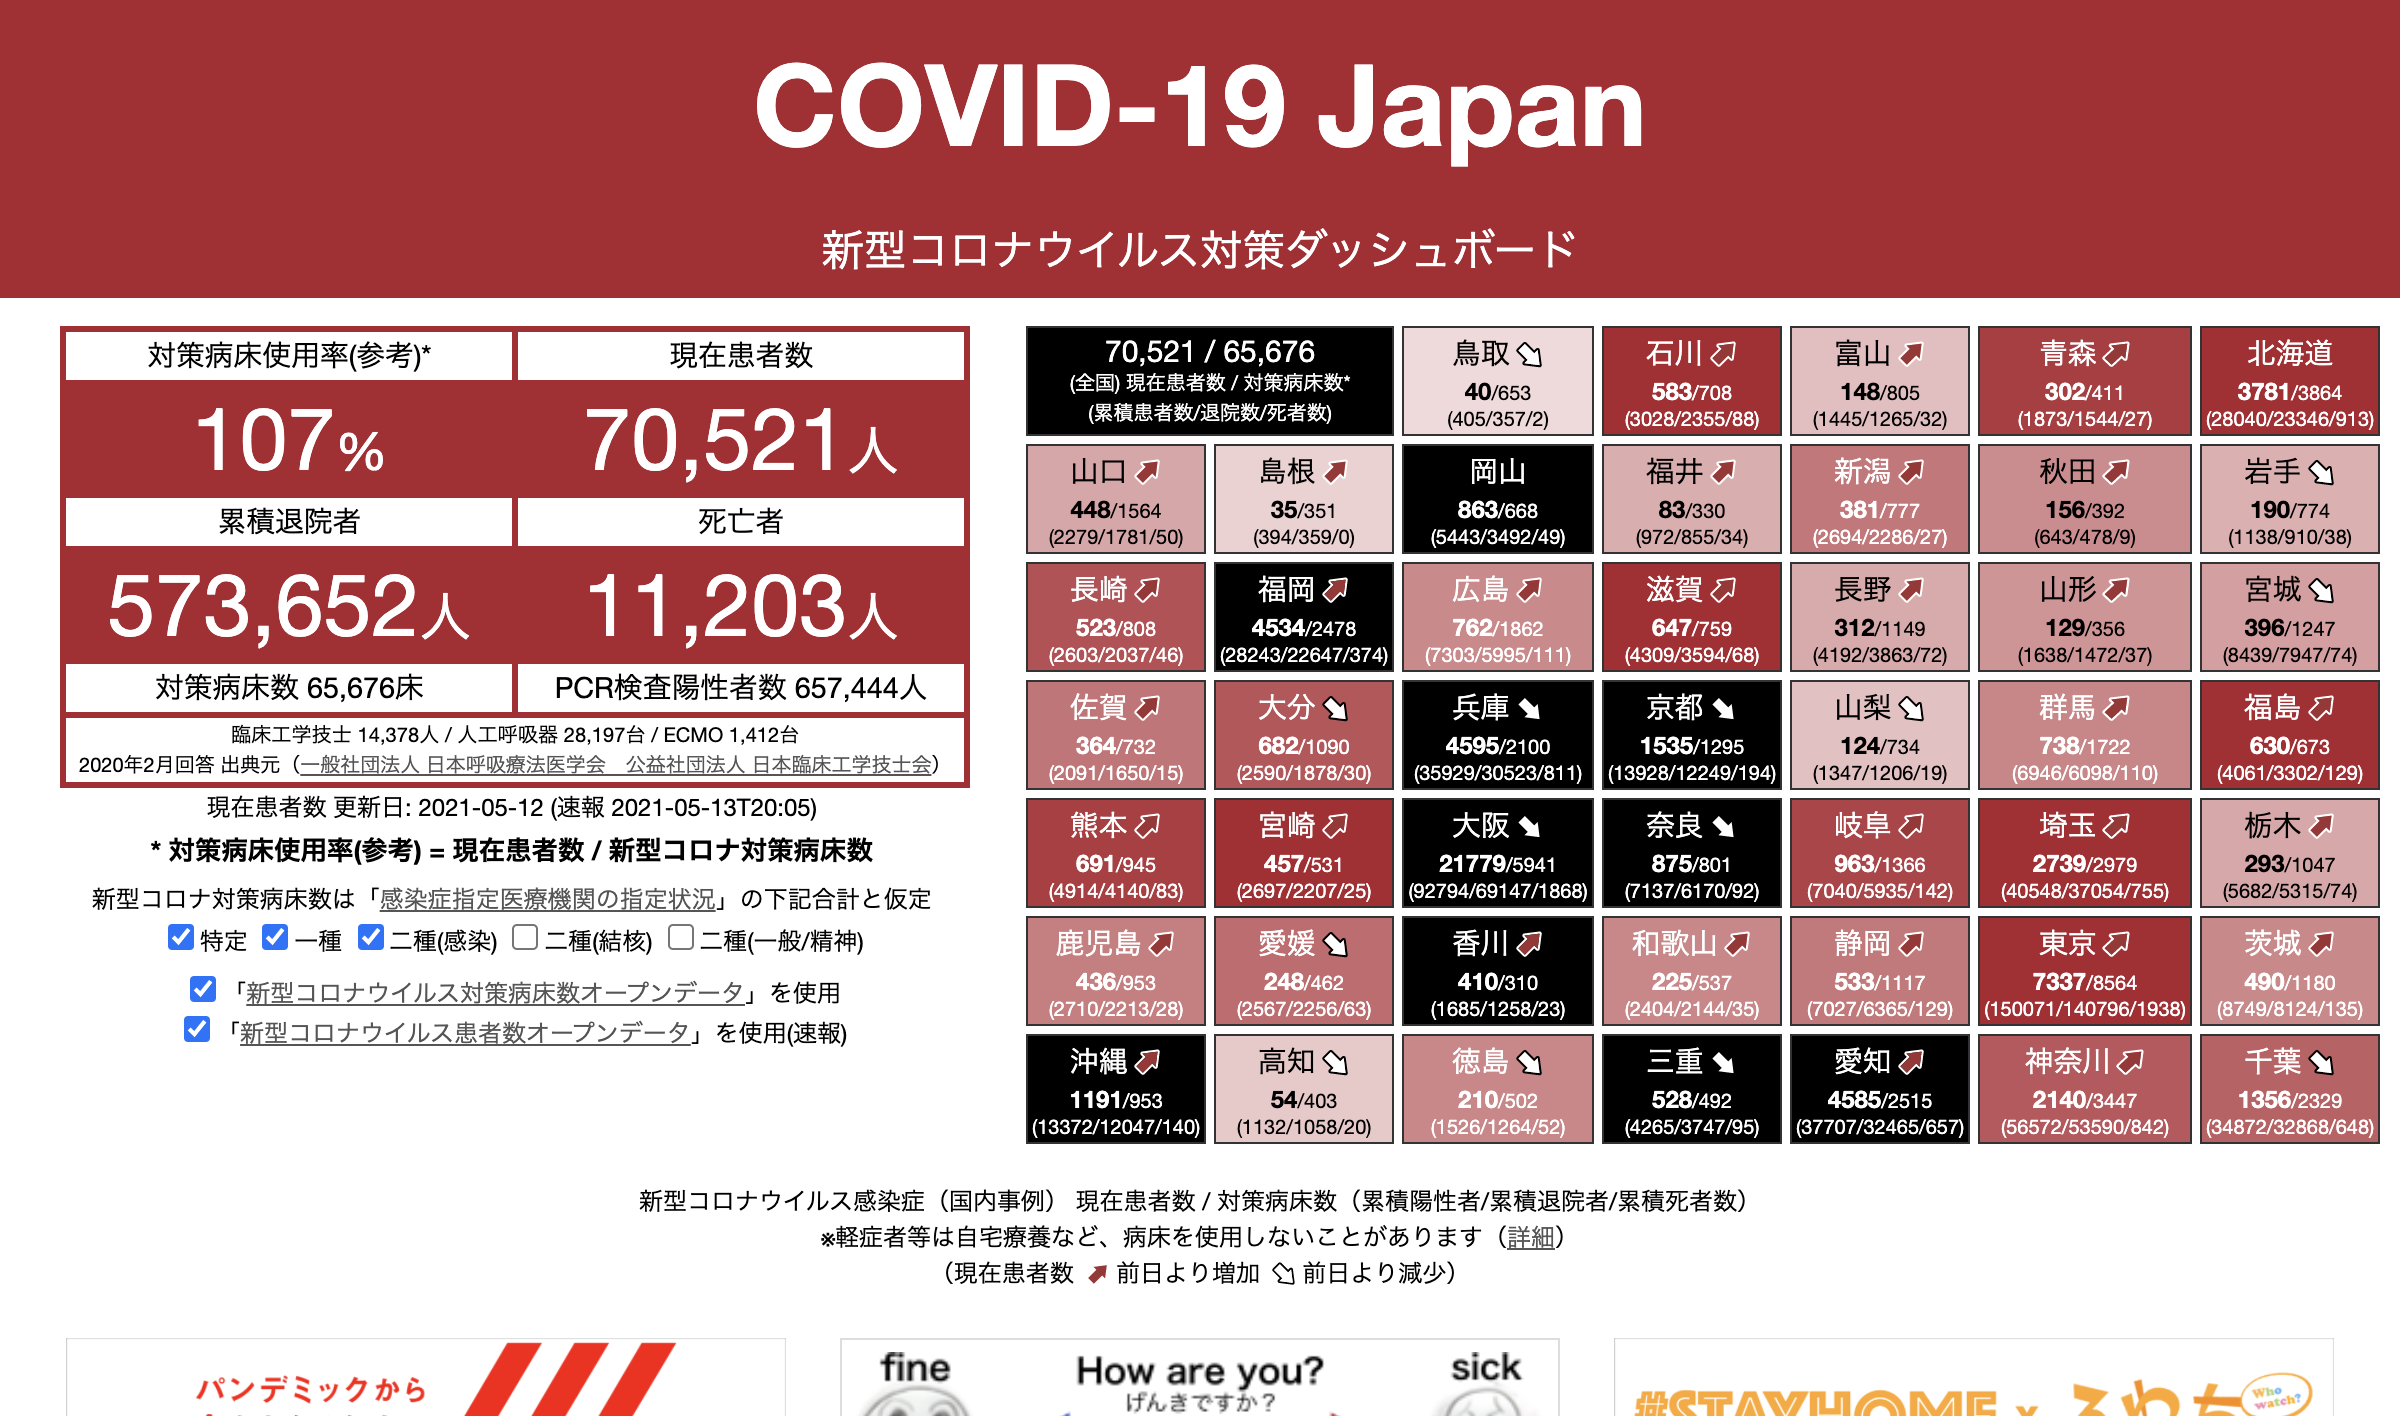 COVID-19 Japan
新型コロナウイルス対策ダッシュボード
対策病床使用率(参考)*
現在患者数
107%
70,521人
累積退院者
死亡者
573,652人
11,203人
対策病床数 65,676床
PCR検査陽性者数 657,444人
臨床工学技士 14,378人 / 人工呼吸器 28,197台 / ECMO 1,412台
2020年2月回答 出典元（一般社団法人 日本呼吸療法医学会　公益社団法人 日本臨床工学技士会）
現在患者数 更新日: 2021-05-12 (速報 2021-05-13T20:05)
* 対策病床使用率(参考) = 現在患者数 / 新型コロナ対策病床数
新型コロナ対策病床数は「感染症指定医療機関の指定状況」の下記合計と仮定
特定 一種 二種(感染) 二種(結核) 二種(一般/精神)
「新型コロナウイルス対策病床数オープンデータ」を使用
「新型コロナウイルス患者数オープンデータ」を使用(速報)
70,521 / 65,676
(全国) 現在患者数 / 対策病床数*
(累積患者数/退院数/死者数)
鳥取
40/653
(405/357/2)
石川
583/708
(3028/2355/88)
富山
148/805
(1445/1265/32)
青森
302/411
(1873/1544/27)
北海道
3781/3864
(28040/23346/913)
山口
448/1564
(2279/1781/50)
島根
35/351
(394/359/0)
岡山
863/668
(5443/3492/49)
福井
83/330
(972/855/34)
新潟
381/777
(2694/2286/27)
秋田
156/392
(643/478/9)
岩手
190/774
(1138/910/38)
長崎
523/808
(2603/2037/46)
福岡
4534/2478
(28243/22647/374)
広島
762/1862
(7303/5995/111)
滋賀
647/759
(4309/3594/68)
長野
312/1149
(4192/3863/72)
山形
129/356
(1638/1472/37)
宮城
396/1247
(8439/7947/74)
佐賀
364/732
(2091/1650/15)
大分
682/1090
(2590/1878/30)
兵庫
4595/2100
(35929/30523/811)
京都
1535/1295
(13928/12249/194)
山梨
124/734
(1347/1206/19)
群馬
738/1722
(6946/6098/110)
福島
630/673
(4061/3302/129)
熊本
691/945
(4914/4140/83)
宮崎
457/531
(2697/2207/25)
大阪
21779/5941
(92794/69147/1868)
奈良
875/801
(7137/6170/92)
岐阜
963/1366
(7040/5935/142)
埼玉
2739/2979
(40548/37054/755)
栃木
293/1047
(5682/5315/74)
鹿児島
436/953
(2710/2213/28)
愛媛
248/462
(2567/2256/63)
香川
410/310
(1685/1258/23)
和歌山
225/537
(2404/2144/35)
静岡
533/1117
(7027/6365/129)
東京
7337/8564
(150071/140796/1938)
茨城
490/1180
(8749/8124/135)
沖縄
1191/953
(13372/12047/140)
高知
54/403
(1132/1058/20)
徳島
210/502
(1526/1264/52)
三重
528/492
(4265/3747/95)
愛知
4585/2515
(37707/32465/657)
神奈川
2140/3447
(56572/53590/842)
千葉
1356/2329
(34872/32868/648)
新型コロナウイルス感染症（国内事例） 現在患者数 / 対策病床数（累積陽性者/累積退院者/累積死者数）
※軽症者等は自宅療養など、病床を使用しないことがあります（詳細）
（現在患者数 前日より増加 前日より減少）
パンデミックから
fine
How are you?
げんきですか？
sick
#STAYHOME x ふわっち
Who watch?